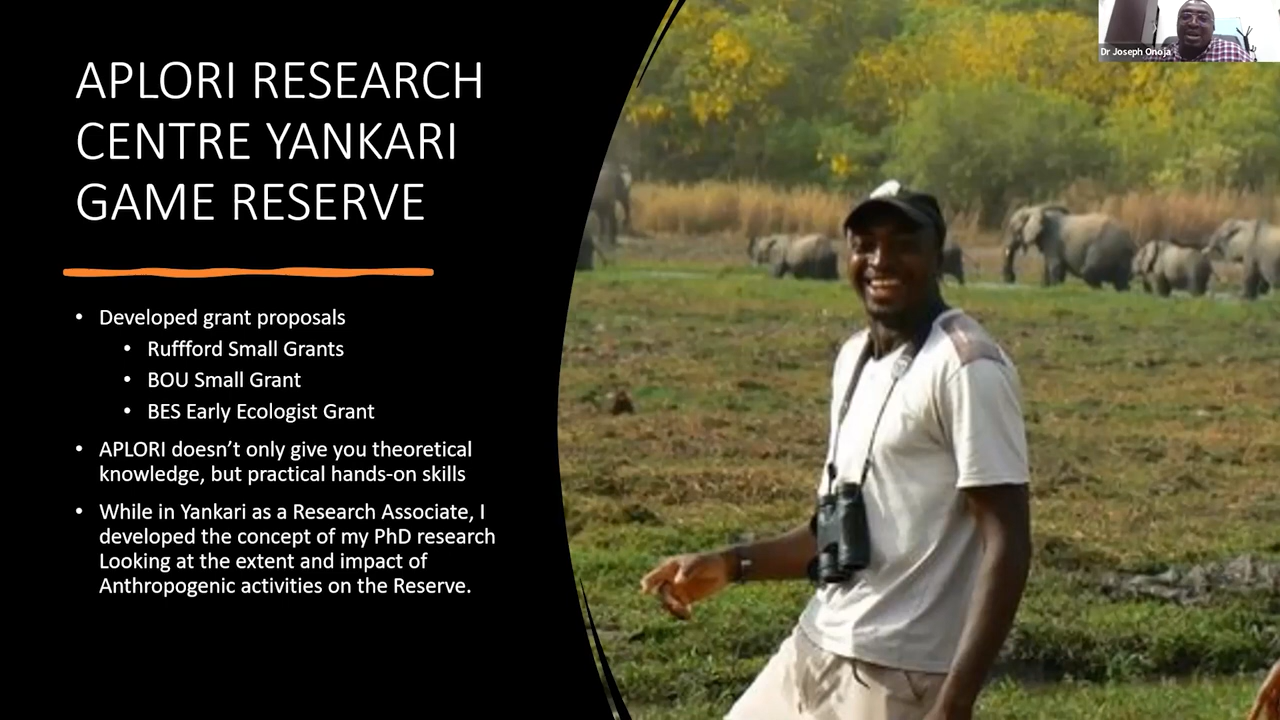 APLORI RESEARCH
CENTRE YANKARI
GAME RESERVE
• Developed grant proposals
• Ruffford Small Grants
• BOU Small Grant
• BES Early Ecologist Grant
• APLORI doesn’t only give you theoretical
knowledge, but practical hands-on skills
• While in Yankari as a Research Associate, I
developed the concept of my PhD research
Looking at the extent and impact of
Anthropogenic activities on the Reserve.
Dr Joseph Onoja